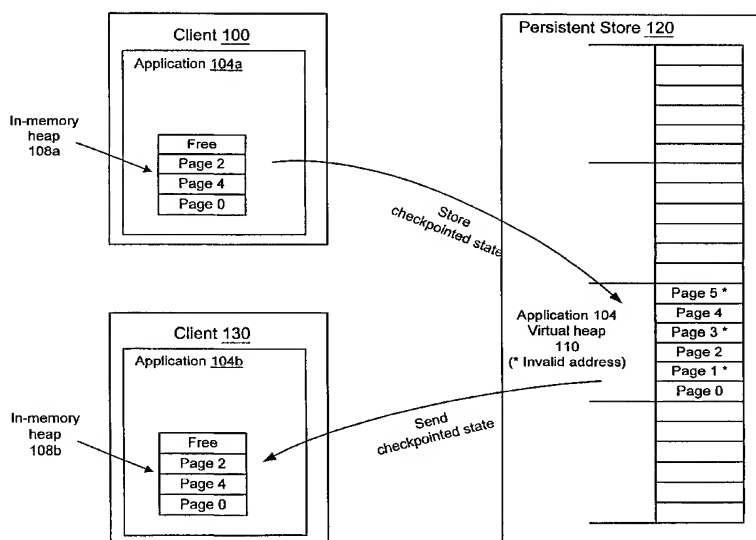 Client 100
Application 104a
In-memory
heap
108a
Free
Page 2
Page 4
Page 0
Store
checkpointed state
Persistent Store 120
Page 5 *
Page 4
Page 3 *
Page 2
Page 1 *
Page 0
Application 104
Virtual heap
110
(* Invalid address)
Send
checkpointed state
Client 130
Application 104b
In-memory
heap
108b
Free
Page 2
Page 4
Page 0